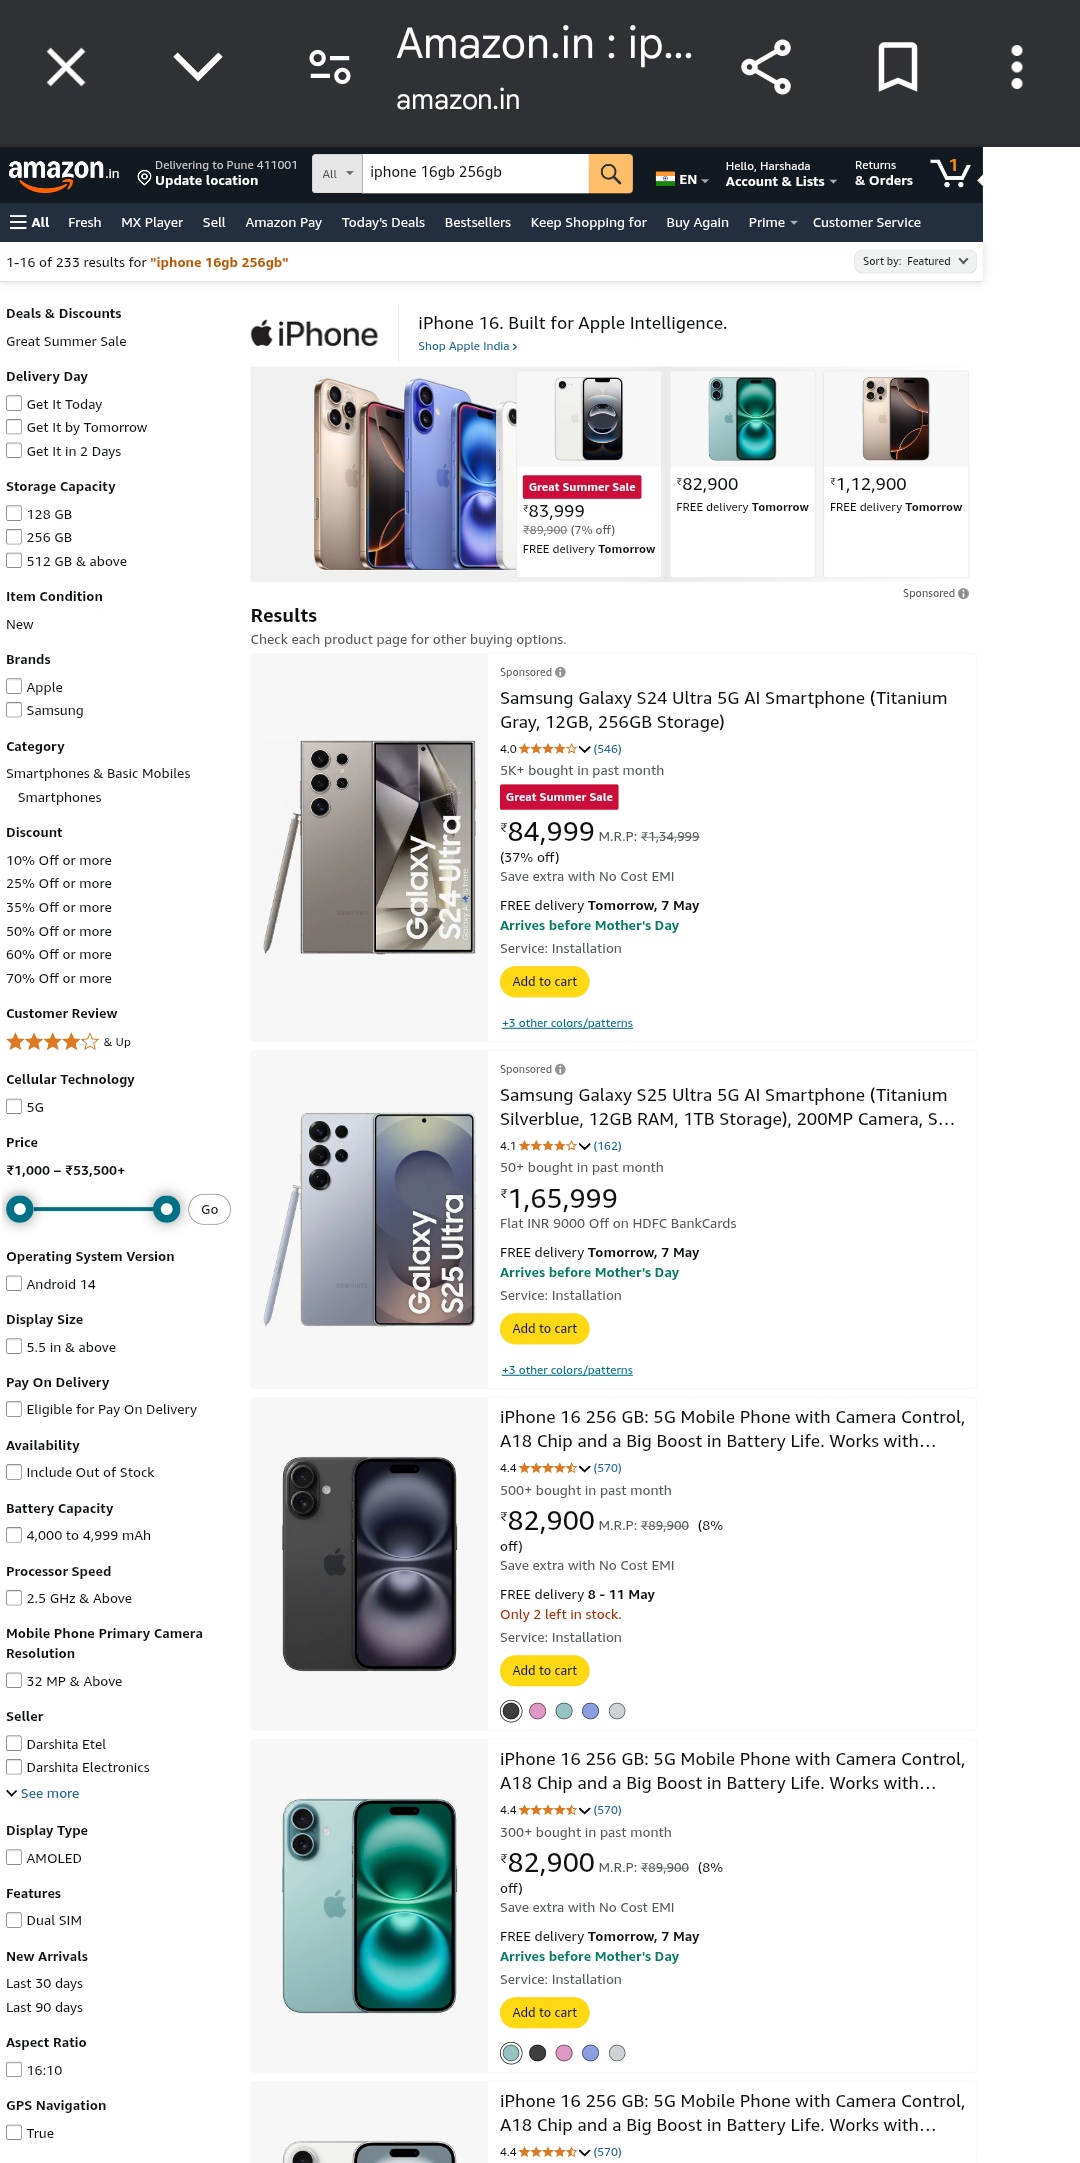 Amazon.in : ip...
amazon.in
amazon.in
Delivering to Pune 411001
Update location
All
iphone 16gb 256gb
EN
Hello, Harshada
Account & Lists
Returns
& Orders
1
All
Fresh
MX Player
Sell
Amazon Pay
Today's Deals
Bestsellers
Keep Shopping for
Buy Again
Prime
Customer Service
1-16 of 233 results for "iphone 16gb 256gb"
Sort by: Featured
Deals & Discounts
Great Summer Sale
Delivery Day
Get It Today
Get It by Tomorrow
Get It in 2 Days
Storage Capacity
128 GB
256 GB
512 GB & above
Item Condition
New
Brands
Apple
Samsung
Category
Smartphones & Basic Mobiles
Smartphones
Discount
10% Off or more
25% Off or more
35% Off or more
50% Off or more
60% Off or more
70% Off or more
Customer Review
& Up
Cellular Technology
5G
Price
₹1,000 – ₹53,500+
Go
Operating System Version
Android 14
Display Size
5.5 in & above
Pay On Delivery
Eligible for Pay On Delivery
Availability
Include Out of Stock
Battery Capacity
4,000 to 4,999 mAh
Processor Speed
2.5 GHz & Above
Mobile Phone Primary Camera
Resolution
32 MP & Above
Seller
Darshita Etel
Darshita Electronics
See more
Display Type
AMOLED
Features
Dual SIM
New Arrivals
Last 30 days
Last 90 days
Aspect Ratio
16:10
GPS Navigation
True
iPhone
iPhone 16. Built for Apple Intelligence.
Shop Apple India ›
Great Summer Sale
₹83,999
₹89,900 (7% off)
FREE delivery Tomorrow
₹82,900
FREE delivery Tomorrow
₹1,12,900
FREE delivery Tomorrow
Sponsored
Results
Check each product page for other buying options.
Galaxy
S24 Ultra
Sponsored
Samsung Galaxy S24 Ultra 5G AI Smartphone (Titanium
Gray, 12GB, 256GB Storage)
4.0 (546)
5K+ bought in past month
Great Summer Sale
₹84,999 M.R.P: ₹1,34,999
(37% off)
Save extra with No Cost EMI
FREE delivery Tomorrow, 7 May
Arrives before Mother's Day
Service: Installation
Add to cart
+3 other colors/patterns
Galaxy
S25 Ultra
Sponsored
Samsung Galaxy S25 Ultra 5G AI Smartphone (Titanium
Silverblue, 12GB RAM, 1TB Storage), 200MP Camera, S...
4.1 (162)
50+ bought in past month
₹1,65,999
Flat INR 9000 Off on HDFC BankCards
FREE delivery Tomorrow, 7 May
Arrives before Mother's Day
Service: Installation
Add to cart
+3 other colors/patterns
iPhone 16 256 GB: 5G Mobile Phone with Camera Control,
A18 Chip and a Big Boost in Battery Life. Works with...
4.4 (570)
500+ bought in past month
₹82,900 M.R.P: ₹89,900 (8%
off)
Save extra with No Cost EMI
FREE delivery 8 - 11 May
Only 2 left in stock.
Service: Installation
Add to cart
iPhone 16 256 GB: 5G Mobile Phone with Camera Control,
A18 Chip and a Big Boost in Battery Life. Works with...
4.4 (570)
300+ bought in past month
₹82,900 M.R.P: ₹89,900 (8%
off)
Save extra with No Cost EMI
FREE delivery Tomorrow, 7 May
Arrives before Mother's Day
Service: Installation
Add to cart
iPhone 16 256 GB: 5G Mobile Phone with Camera Control,
A18 Chip and a Big Boost in Battery Life. Works with...
4.4 (570)